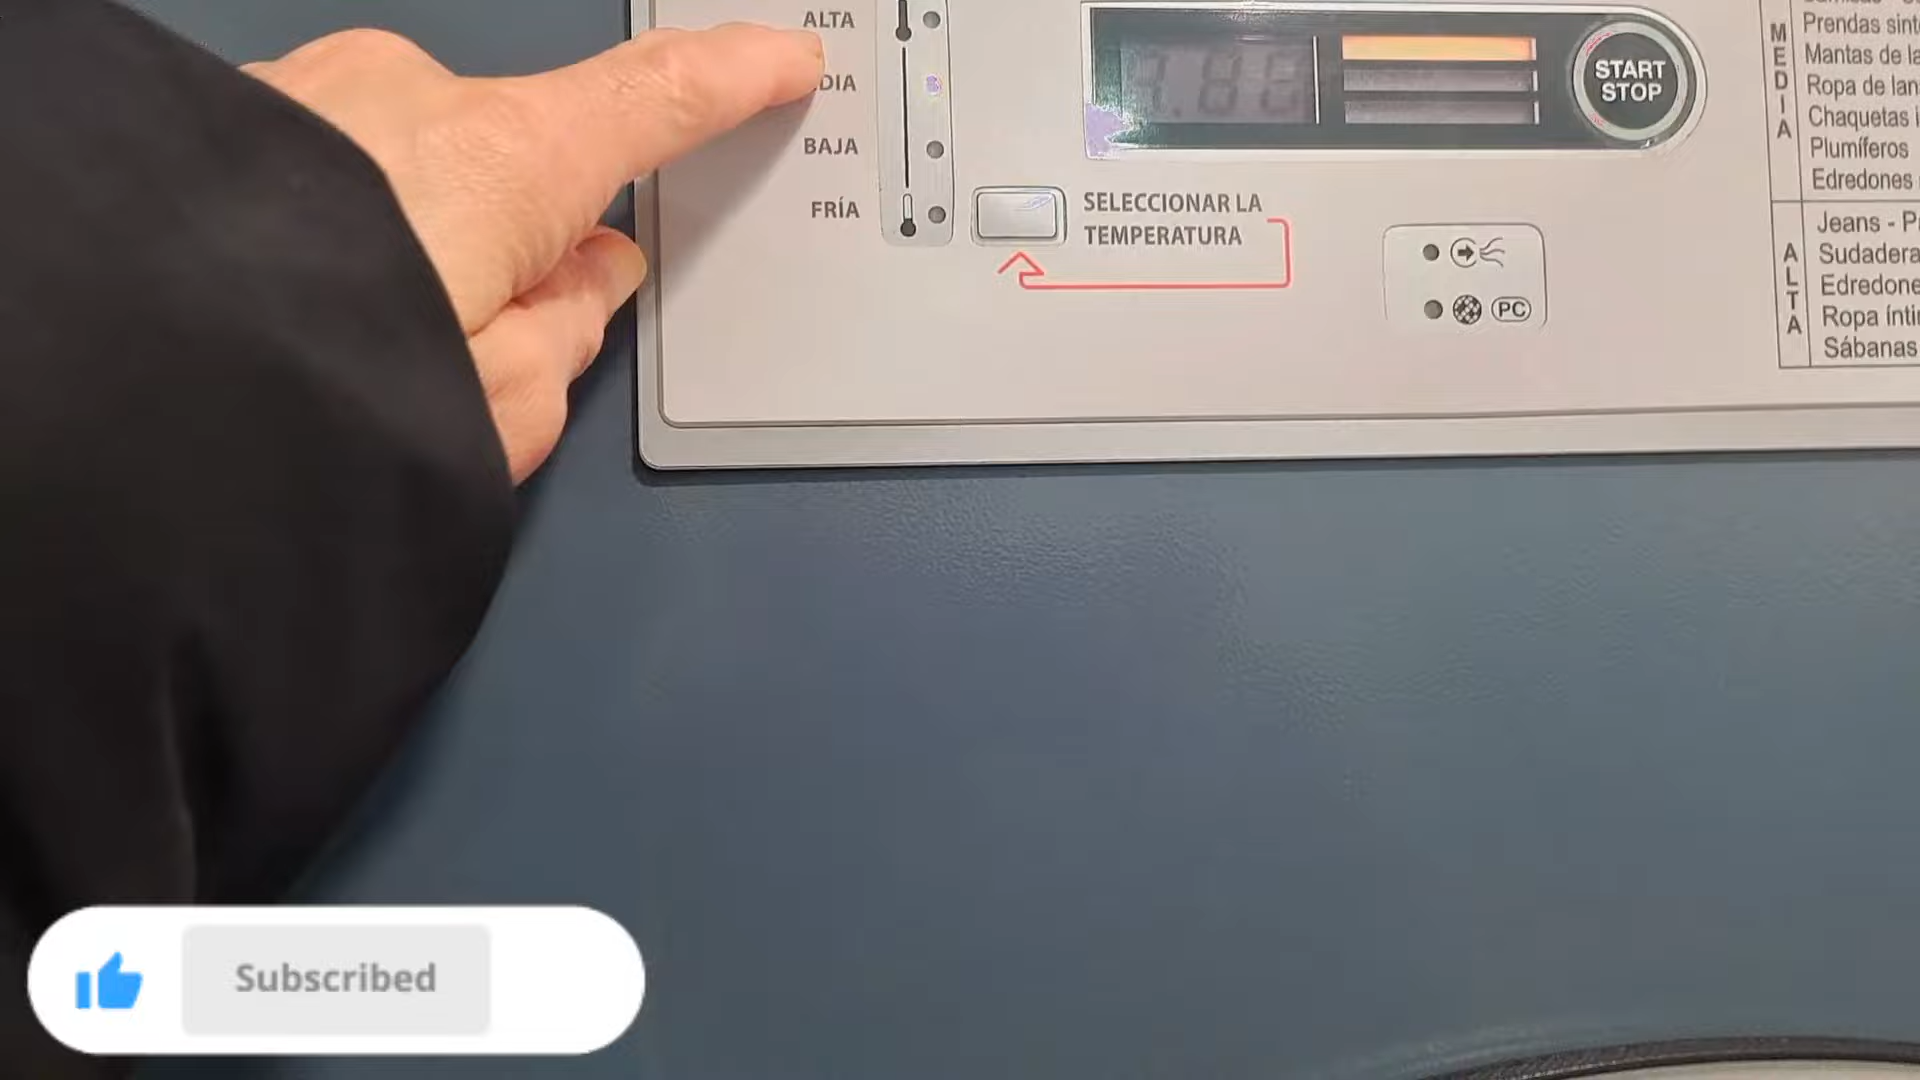 ALTA
DIA
BAJA
FRÍA
SELECCIONAR LA
TEMPERATURA
START
STOP
PC
MEDIA
Prendas sint
Mantas de la
Ropa de lan
Chaquetas i
Plumíferos
Edredones
ALTA
Jeans - P
Sudadera
Edredone
Ropa ínti
Sábanas
Subscribed